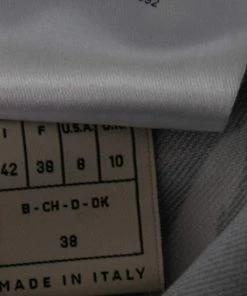 I F U.S.A.
42 38 8 10
B - CH - D - DK
38
MADE IN ITALY